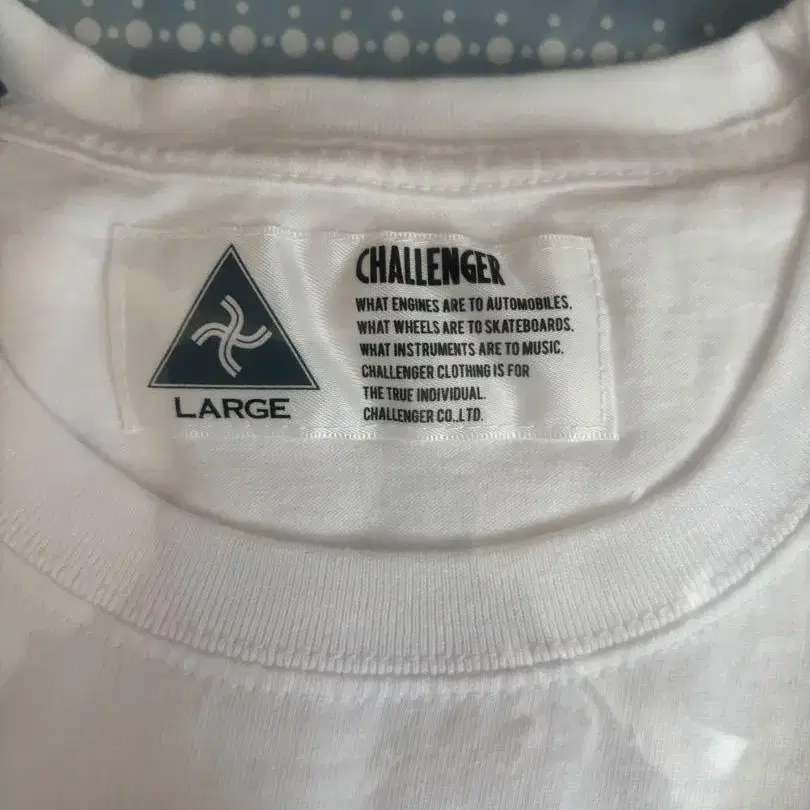 LARGE
CHALLENGER
WHAT ENGINES ARE TO AUTOMOBILES.
WHAT WHEELS ARE TO SKATEBOARDS.
WHAT INSTRUMENTS ARE TO MUSIC.
CHALLENGER CLOTHING IS FOR
THE TRUE INDIVIDUAL.
CHALLENGER CO.,LTD.